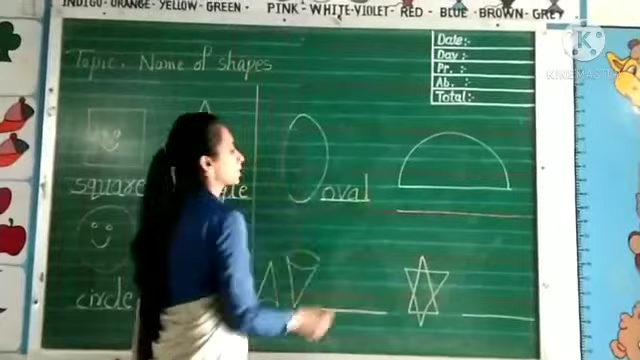 INDIGO-ORANGE-YELLOW-GREEN- PINK-WHITE-VIOLET-RED-BLUE-BROWN-GREY
Topic. Name of shapes
Date:-
Day:-
Pr. :-
Ab. :-
Total:-
square
oval
circle
KINEMASTER